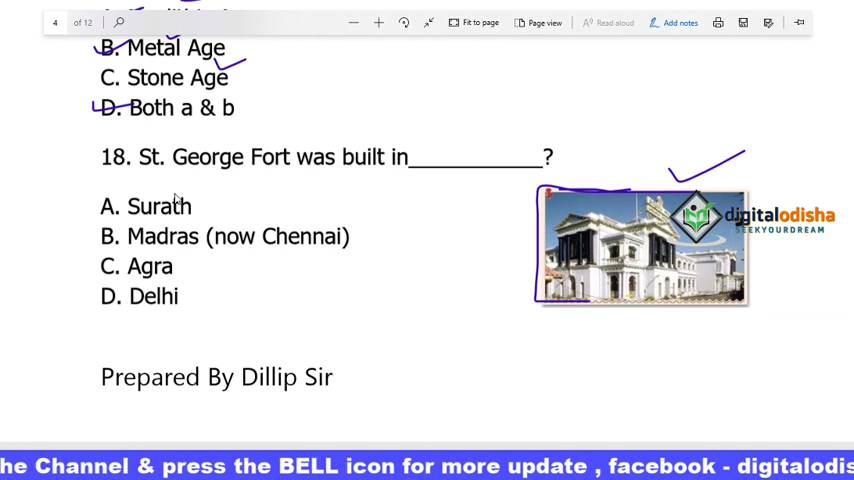 4 of 12 Fit to page Page view Read aloud Add notes
B. Metal Age
C. Stone Age
D. Both a & b
18. St. George Fort was built in___________?
A. Surath
B. Madras (now Chennai)
C. Agra
D. Delhi
digitalodisha
SEEKYOURDREAM
Prepared By Dillip Sir
he Channel & press the BELL icon for more update , facebook - digitalodis